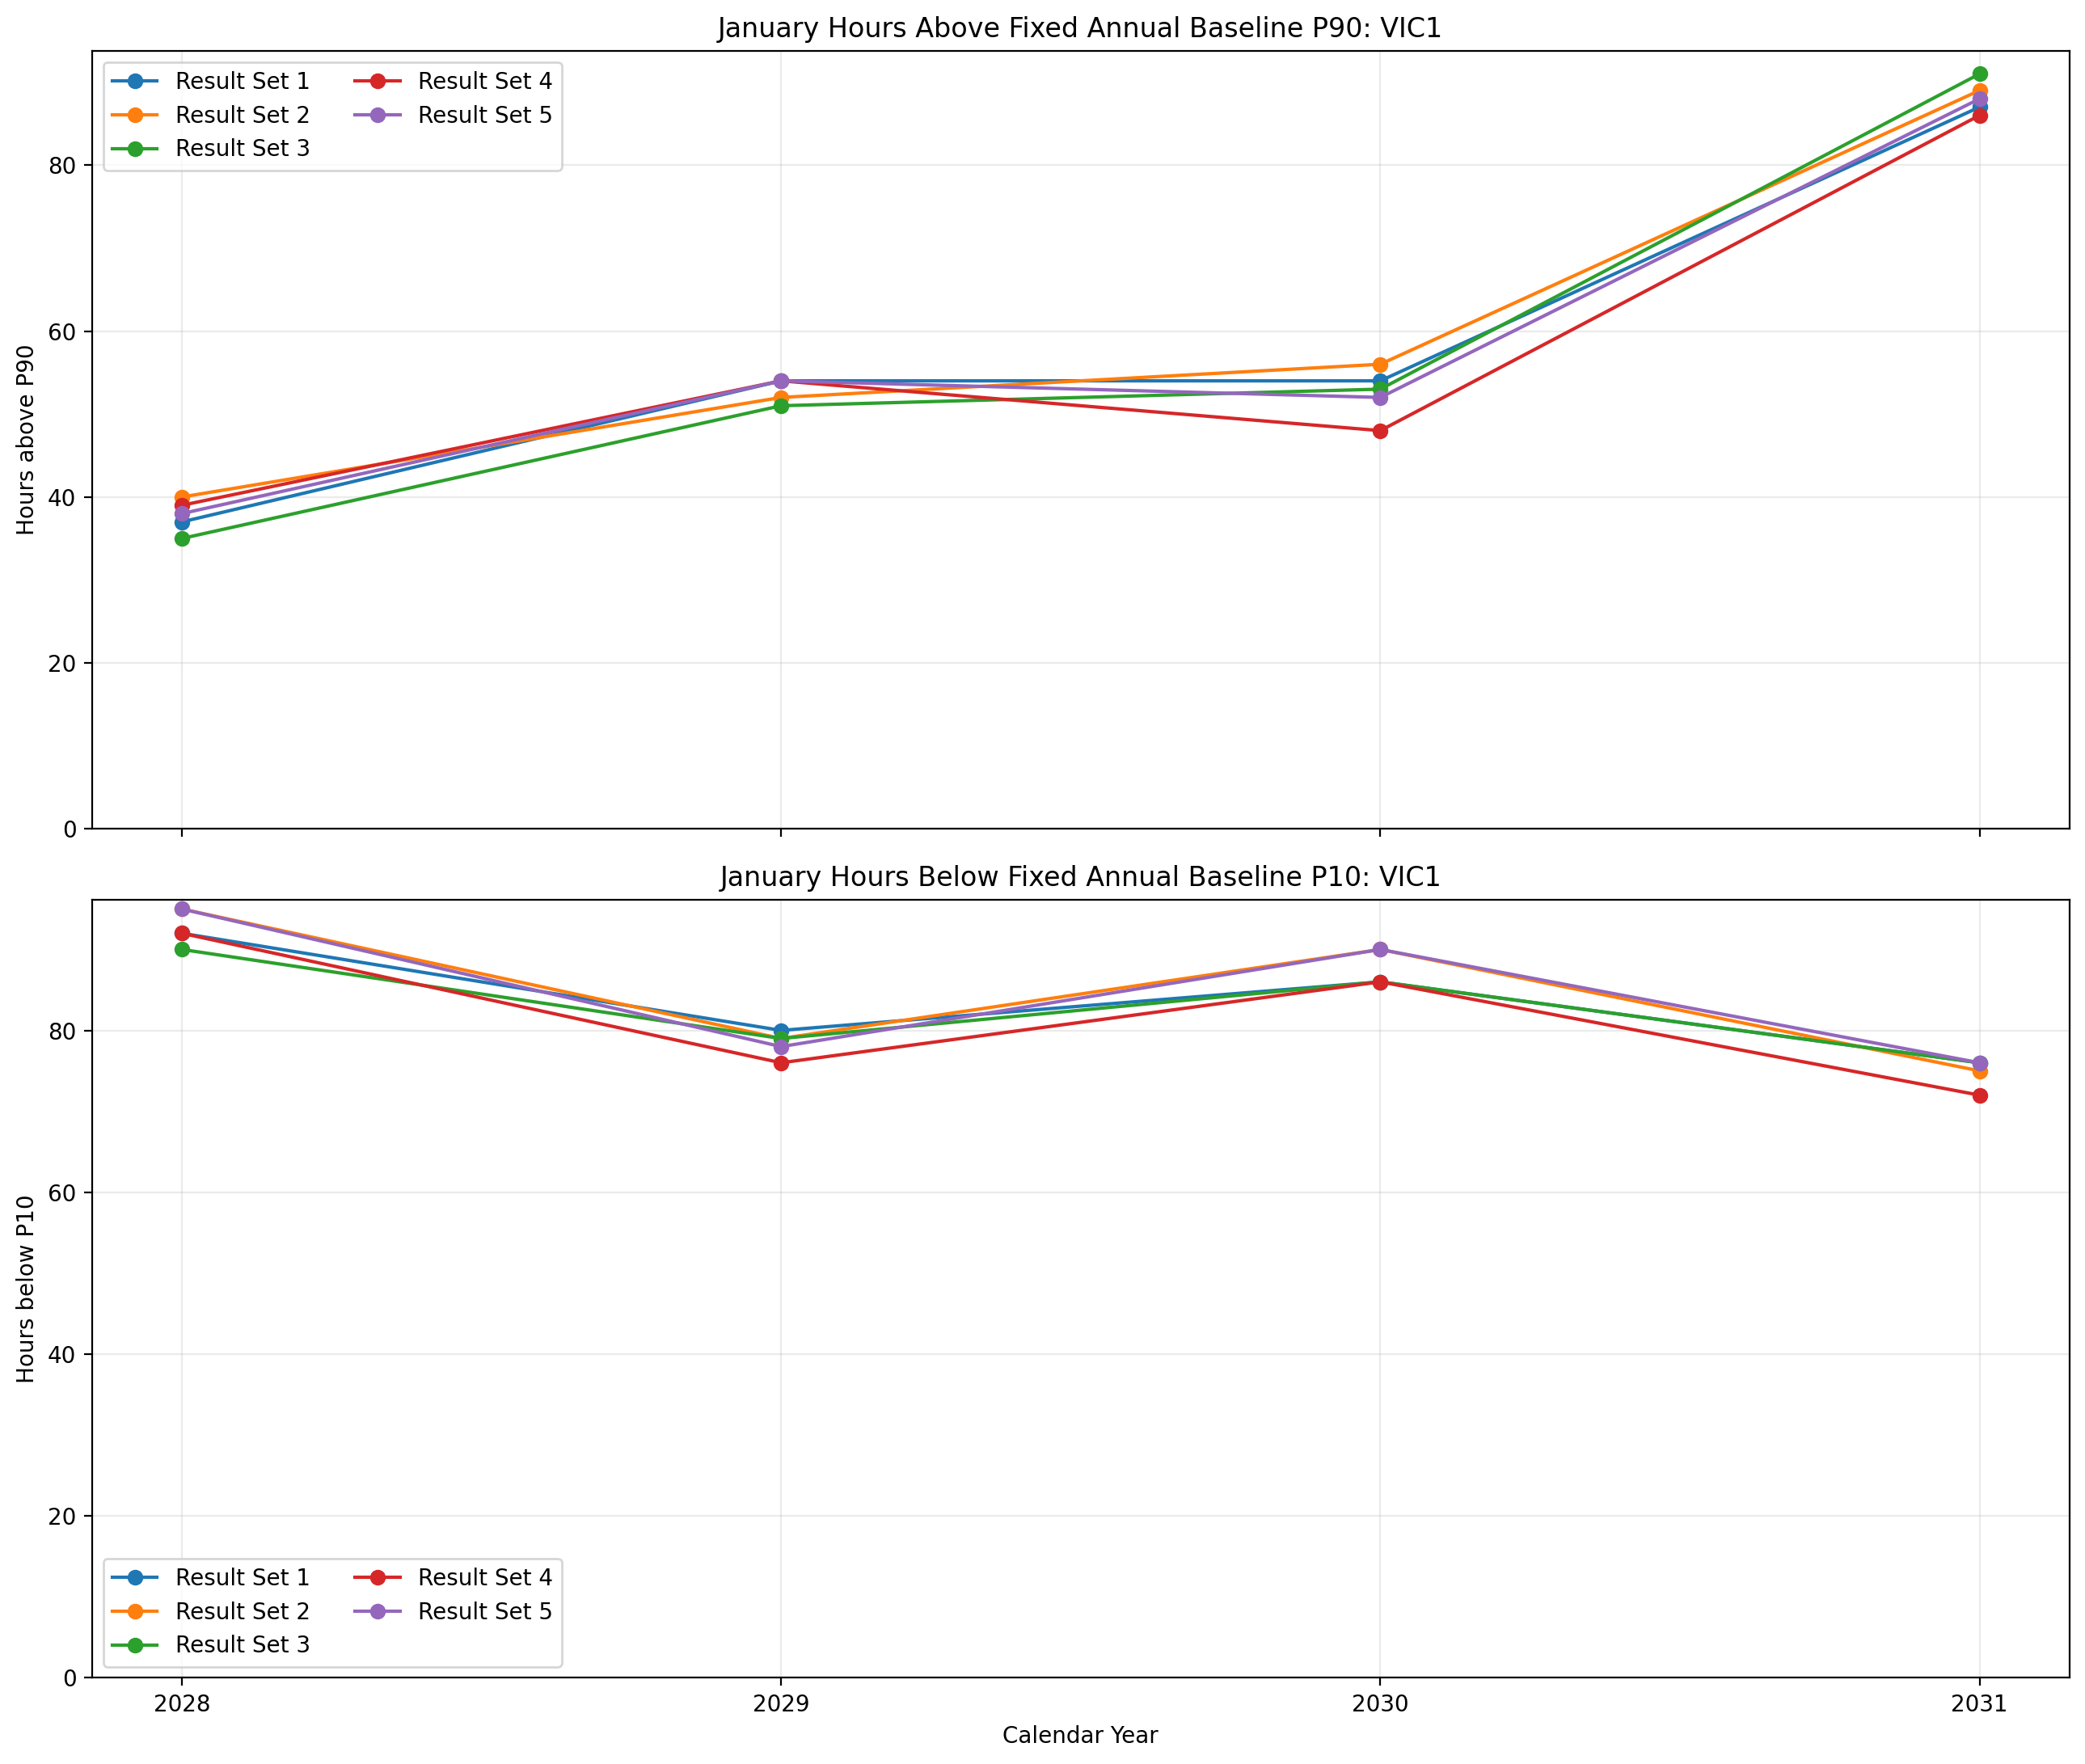 January Hours Above Fixed Annual Baseline P90: VIC1
Result Set 1
Result Set 2
Result Set 3
Result Set 4
Result Set 5
Hours above P90
80
60
40
20
0
January Hours Below Fixed Annual Baseline P10: VIC1
Hours below P10
80
60
40
20
0
Result Set 1
Result Set 2
Result Set 3
Result Set 4
Result Set 5
2028
2029
2030
2031
Calendar Year